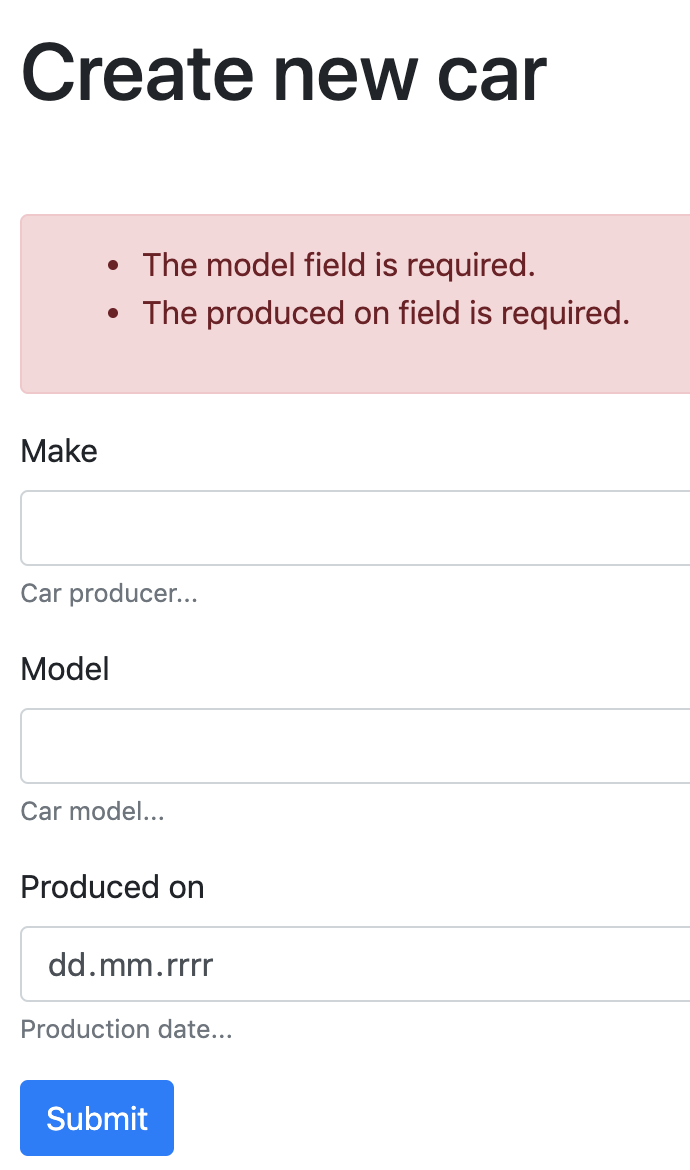 Create new car
• The model field is required.
• The produced on field is required.
Make
Car producer...
Model
Car model...
Produced on
dd.mm.rrrr
Production date...
Submit